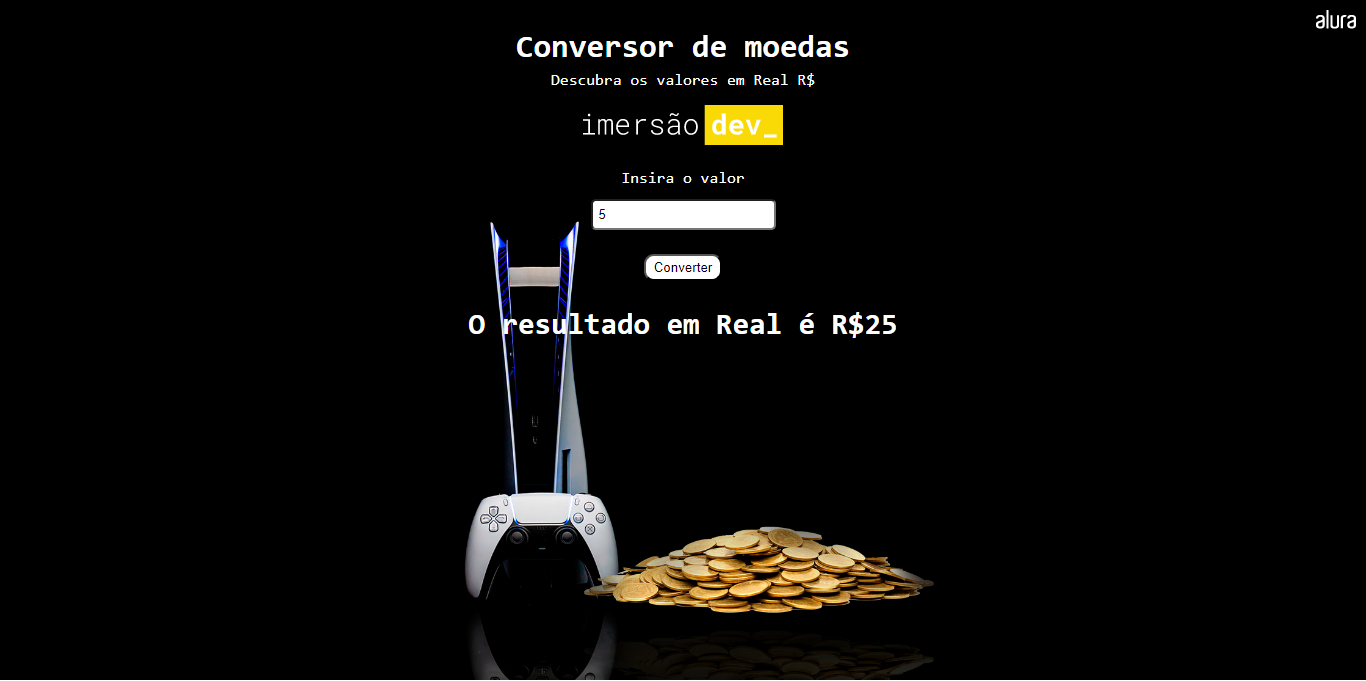 alura
Conversor de moedas
Descubra os valores em Real R$
imersão dev_
Insira o valor
5
Converter
O resultado em Real é R$25